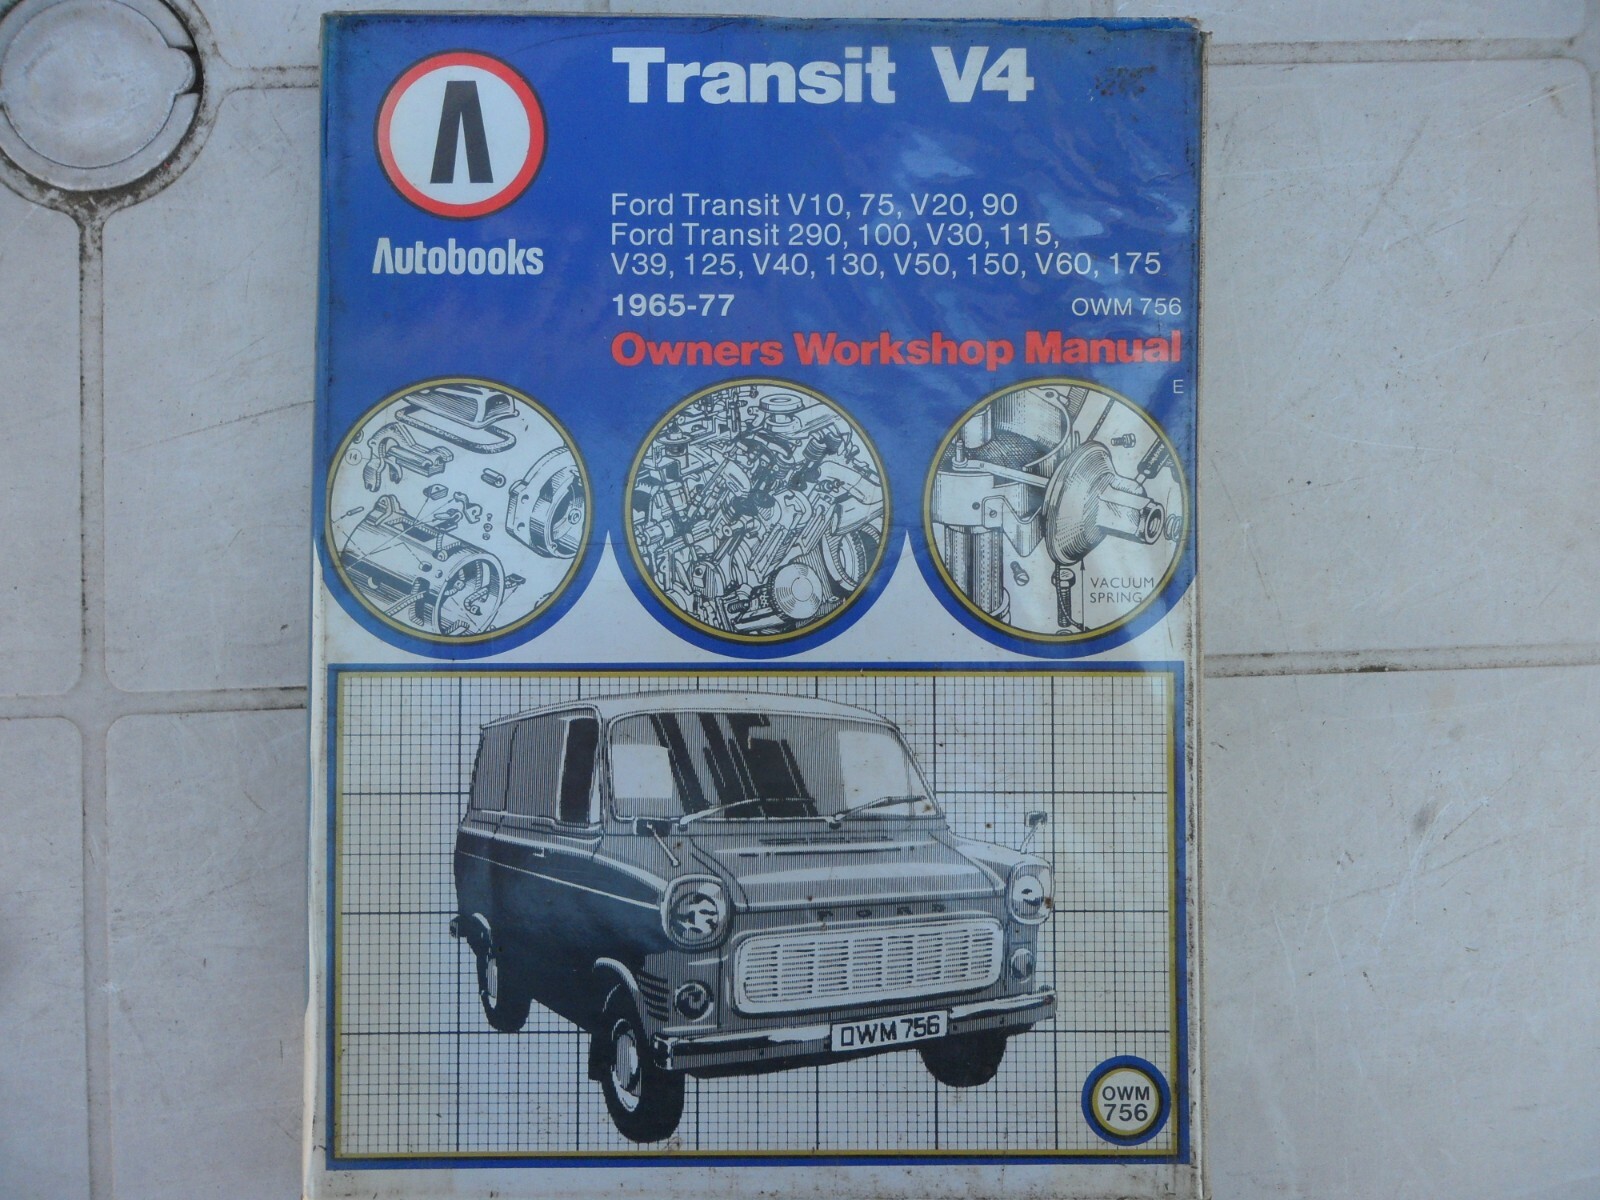 Transit V4
Autobooks
Ford Transit V10, 75, V20, 90
Ford Transit 290, 100, V30, 115,
V39, 125, V40, 130, V50, 150, V60, 175
1965-77
OWM 756
Owners Workshop Manual
E
14
VACUUM
SPRING
FORD
OWM 756
OWM
756